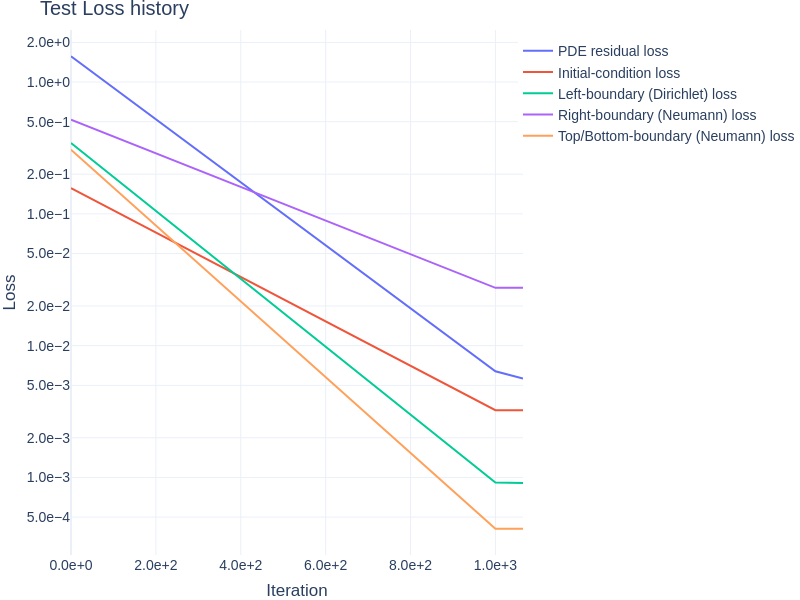 Test Loss history
2.0e+0
1.0e+0
5.0e−1
2.0e−1
1.0e−1
5.0e−2
2.0e−2
1.0e−2
5.0e−3
2.0e−3
1.0e−3
5.0e−4
Loss
0.0e+0 2.0e+2 4.0e+2 6.0e+2 8.0e+2 1.0e+3
Iteration
PDE residual loss
Initial-condition loss
Left-boundary (Dirichlet) loss
Right-boundary (Neumann) loss
Top/Bottom-boundary (Neumann) loss